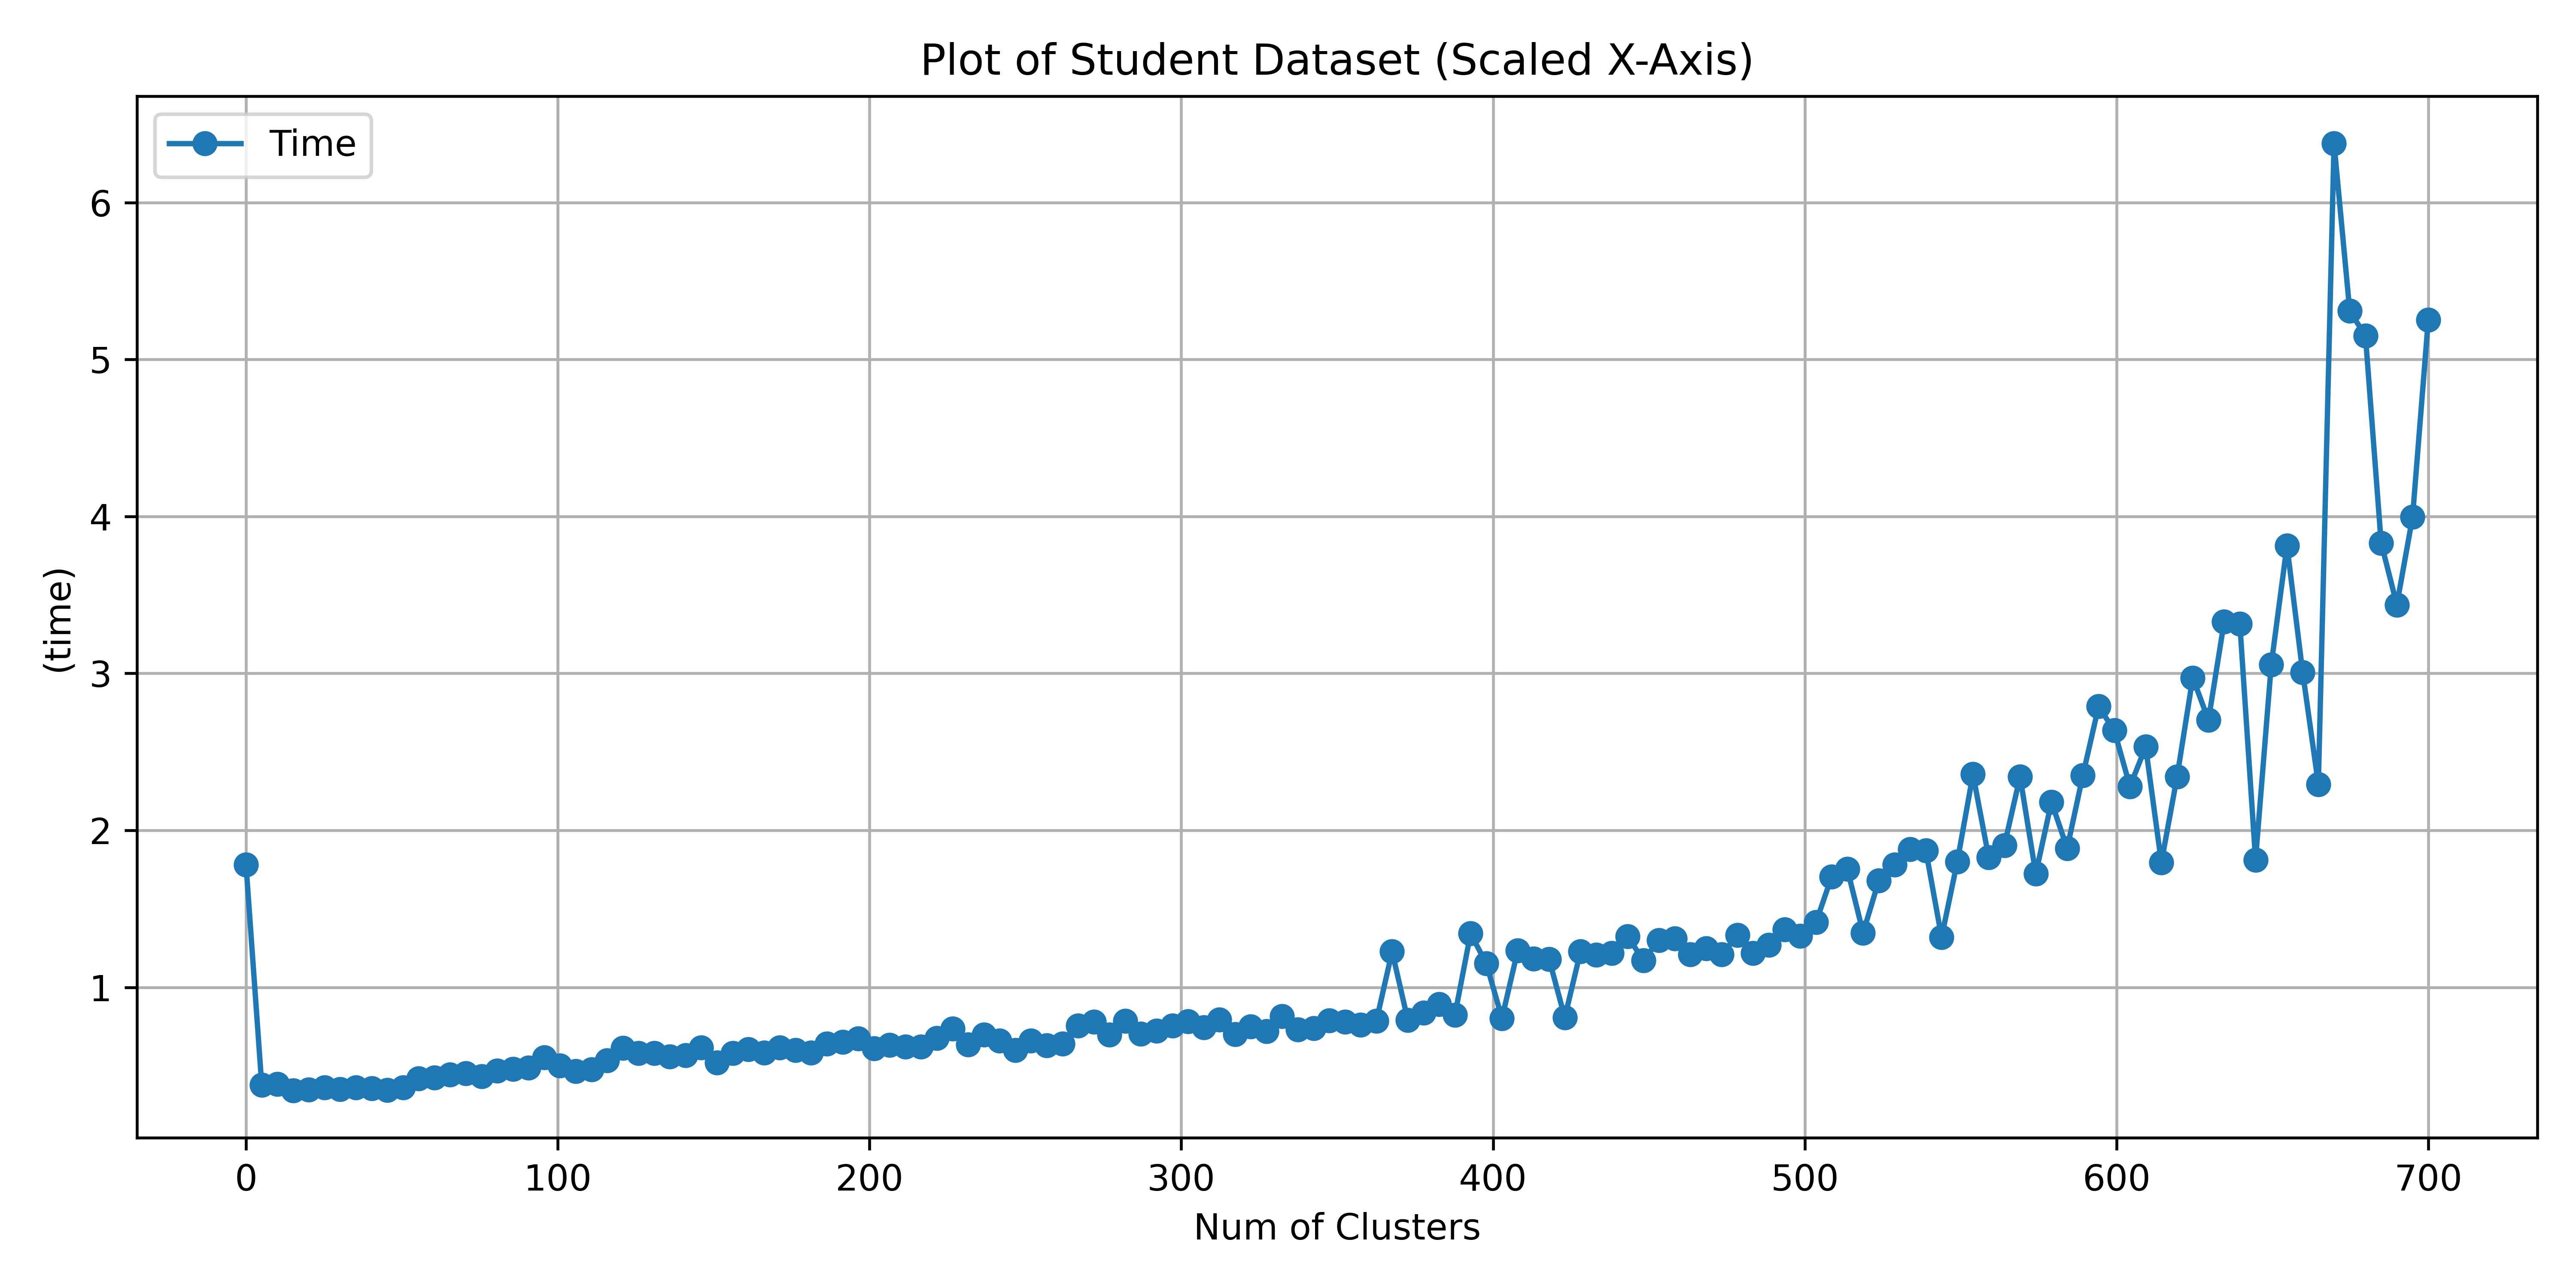 Plot of Student Dataset (Scaled X-Axis)
Time
6
5
4
3
2
1
(time)
0 100 200 300 400 500 600 700
Num of Clusters